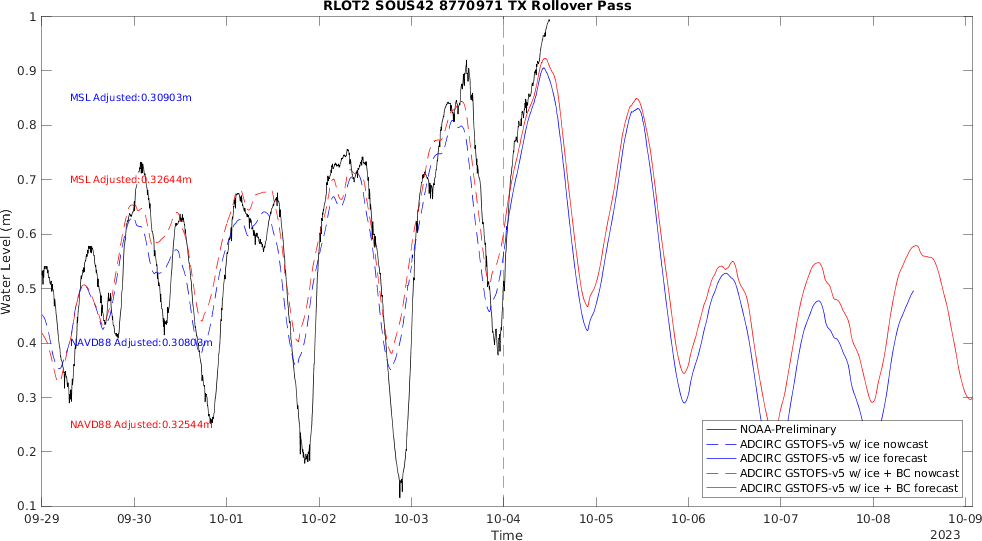 RLOT2 SOUS42 8770971 TX Rollover Pass
1
0.9
0.8
0.7
0.6
0.5
0.4
0.3
0.2
0.1
Water Level (m)
MSL Adjusted:0.30903m
MSL Adjusted:0.32644m
NAVD88 Adjusted:0.30803m
NAVD88 Adjusted:0.32544m
NOAA-Preliminary
ADCIRC GSTOFS-v5 w/ ice nowcast
ADCIRC GSTOFS-v5 w/ ice forecast
ADCIRC GSTOFS-v5 w/ ice + BC nowcast
ADCIRC GSTOFS-v5 w/ ice + BC forecast
09-29 09-30 10-01 10-02 10-03 10-04 10-05 10-06 10-07 10-08 10-09
Time
2023